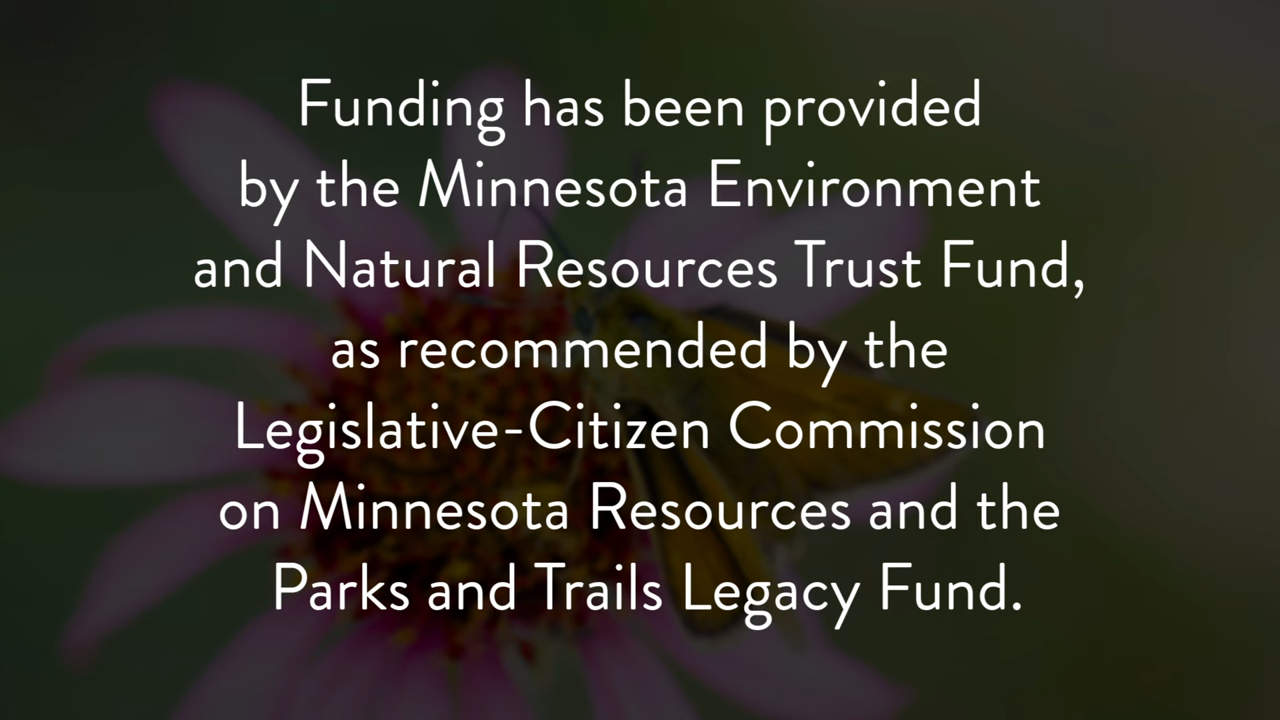 Funding has been provided
by the Minnesota Environment
and Natural Resources Trust Fund,
as recommended by the
Legislative-Citizen Commission
on Minnesota Resources and the
Parks and Trails Legacy Fund.